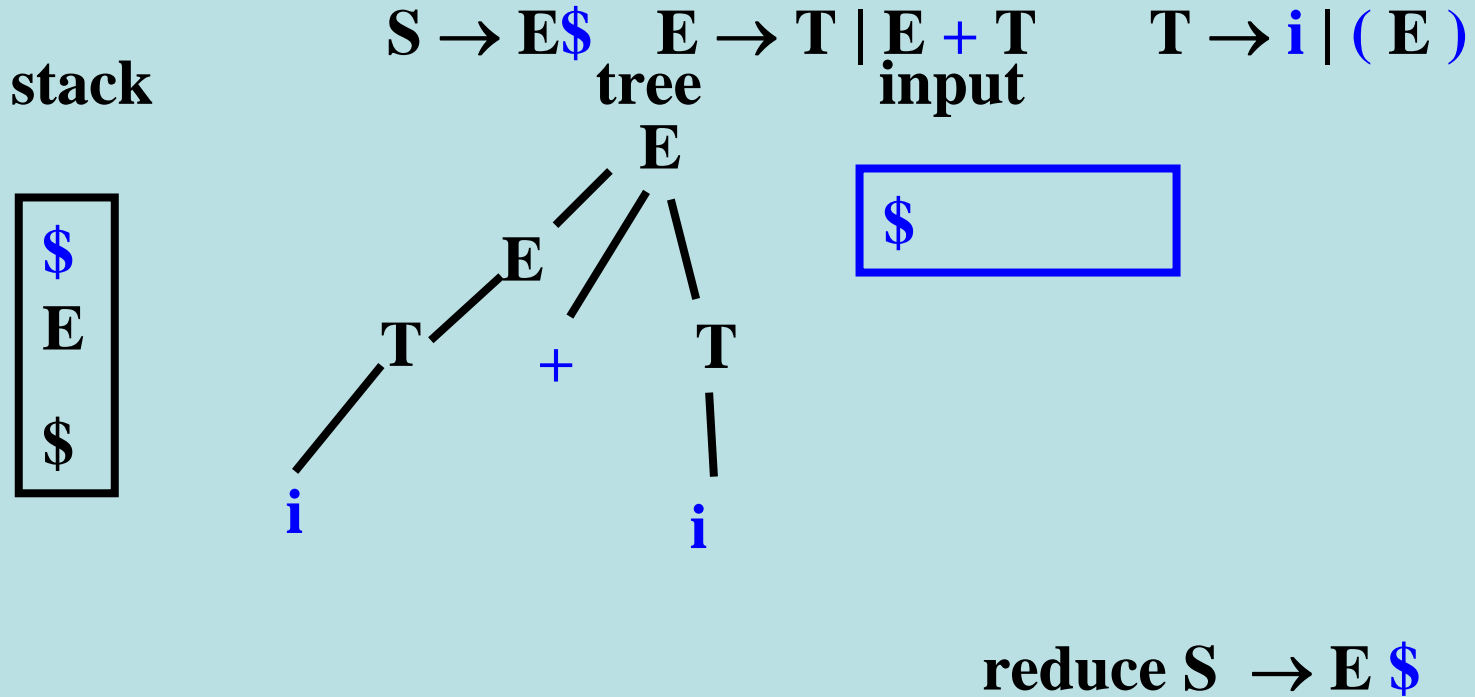 S → E$ E → T | E + T T → i | ( E )
stack tree input
E
$
$
E
E
T
+
T
$
i
i
reduce S → E $